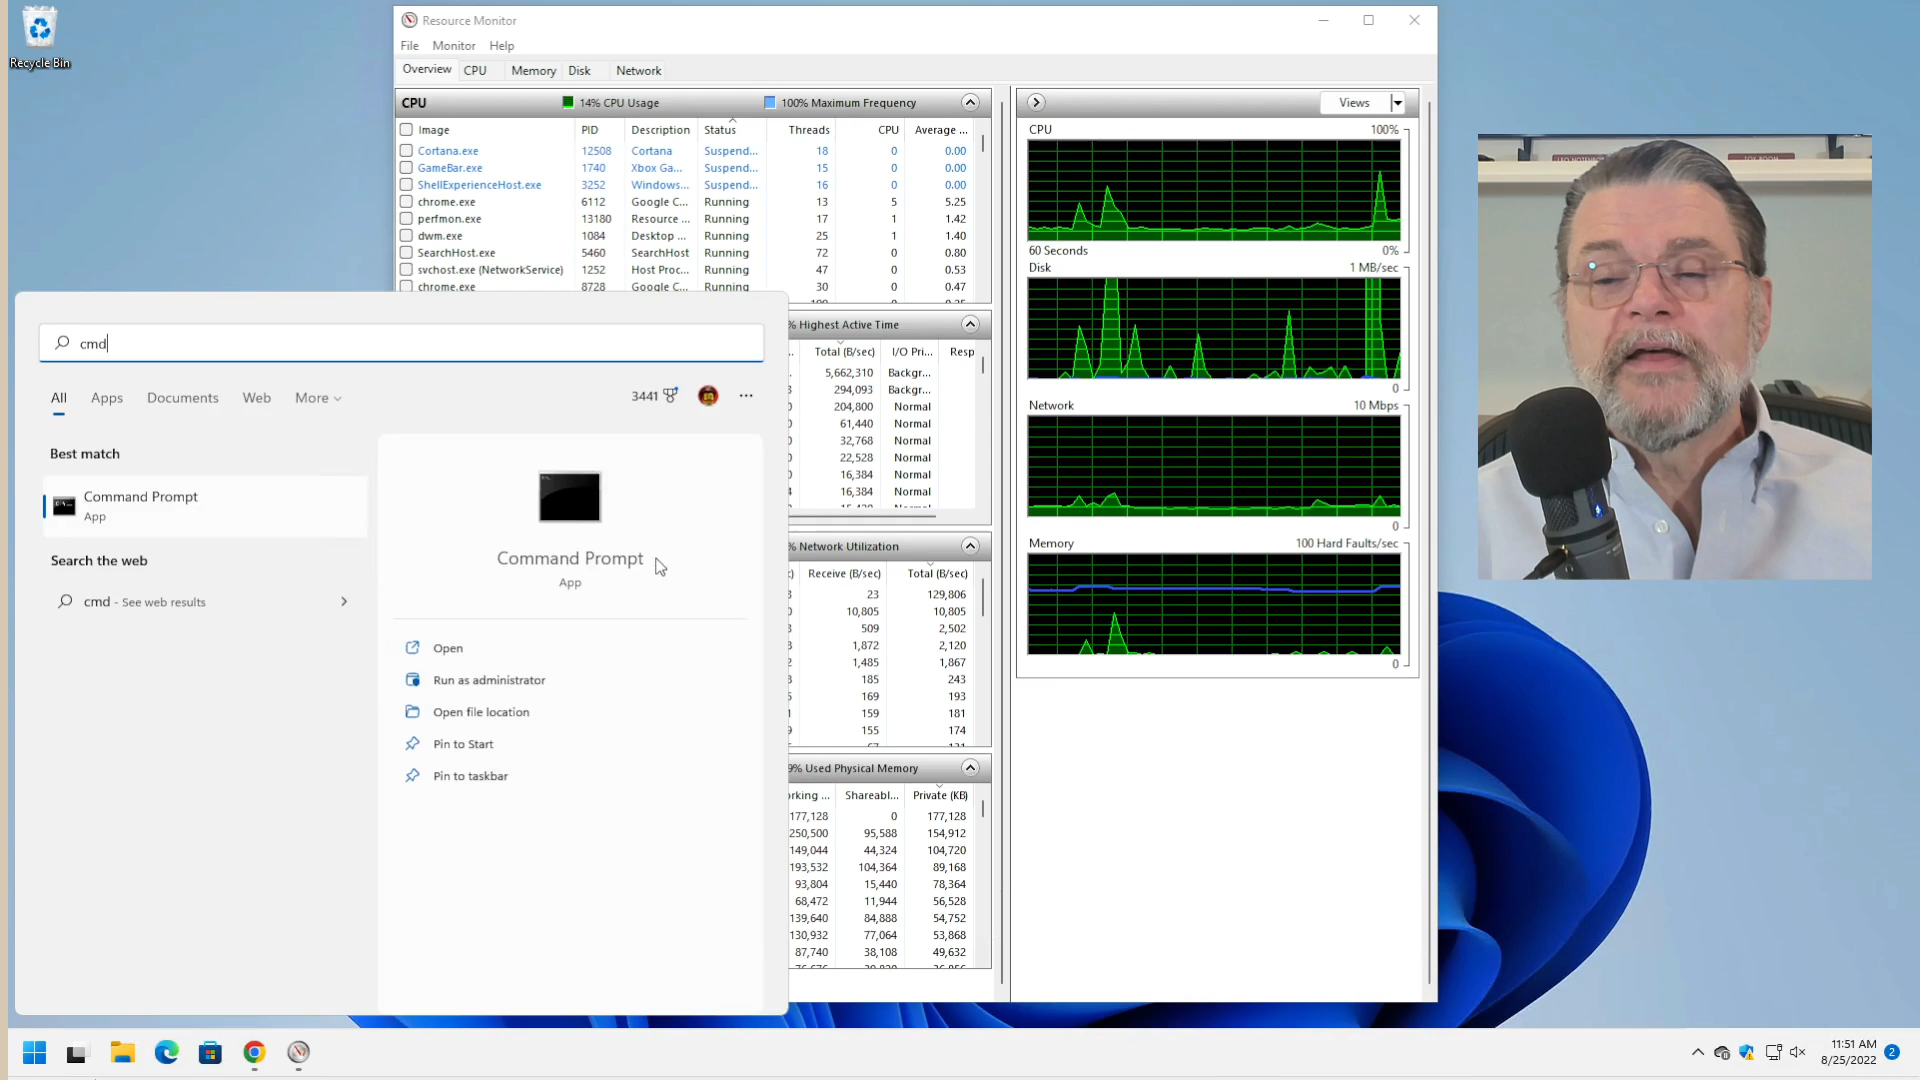 Recycle Bin
Resource Monitor
File Monitor Help
Overview CPU Memory Disk Network
CPU 14% CPU Usage 100% Maximum Frequency
Image PID Description Status Threads CPU Average ...
Cortana.exe 12508 Cortana Suspend... 18 0 0.00
GameBar.exe 1740 Xbox Ga... Suspend... 15 0 0.00
ShellExperienceHost.exe 3252 Windows... Suspend... 16 0 0.00
chrome.exe 6112 Google C... Running 13 5 5.25
perfmon.exe 13180 Resource ... Running 17 1 1.42
dwm.exe 1084 Desktop ... Running 25 1 1.40
SearchHost.exe 5460 SearchHost Running 72 0 0.80
svchost.exe (NetworkService) 1252 Host Proc... Running 47 0 0.53
chrome.exe 8728 Google C... Running 30 0 0.47
% Highest Active Time
Total (B/sec) I/O Pri... Resp
5,662,310 Backgr...
294,093 Backgr...
204,800 Normal
61,440 Normal
32,768 Normal
22,528 Normal
16,384 Normal
16,384 Normal
% Network Utilization
Receive (B/sec) Total (B/sec)
23 129,806
10,805 10,805
509 2,502
1,872 2,120
1,485 1,867
185 243
169 193
159 181
155 174
9% Used Physical Memory
rking ... Shareabl... Private (KB)
177,128 0 177,128
250,500 95,588 154,912
149,044 44,324 104,720
193,532 104,364 89,168
93,804 15,440 78,364
68,472 11,944 56,528
139,640 84,888 54,752
130,932 77,064 53,868
87,740 38,108 49,632
Views
CPU 100%
60 Seconds 0%
Disk 1 MB/sec
0
Network 10 Mbps
0
Memory 100 Hard Faults/sec
0
cmd
All Apps Documents Web More
3441
Best match
Command Prompt
App
Search the web
cmd - See web results
Command Prompt
App
Open
Run as administrator
Open file location
Pin to Start
Pin to taskbar
11:51 AM
8/25/2022
2